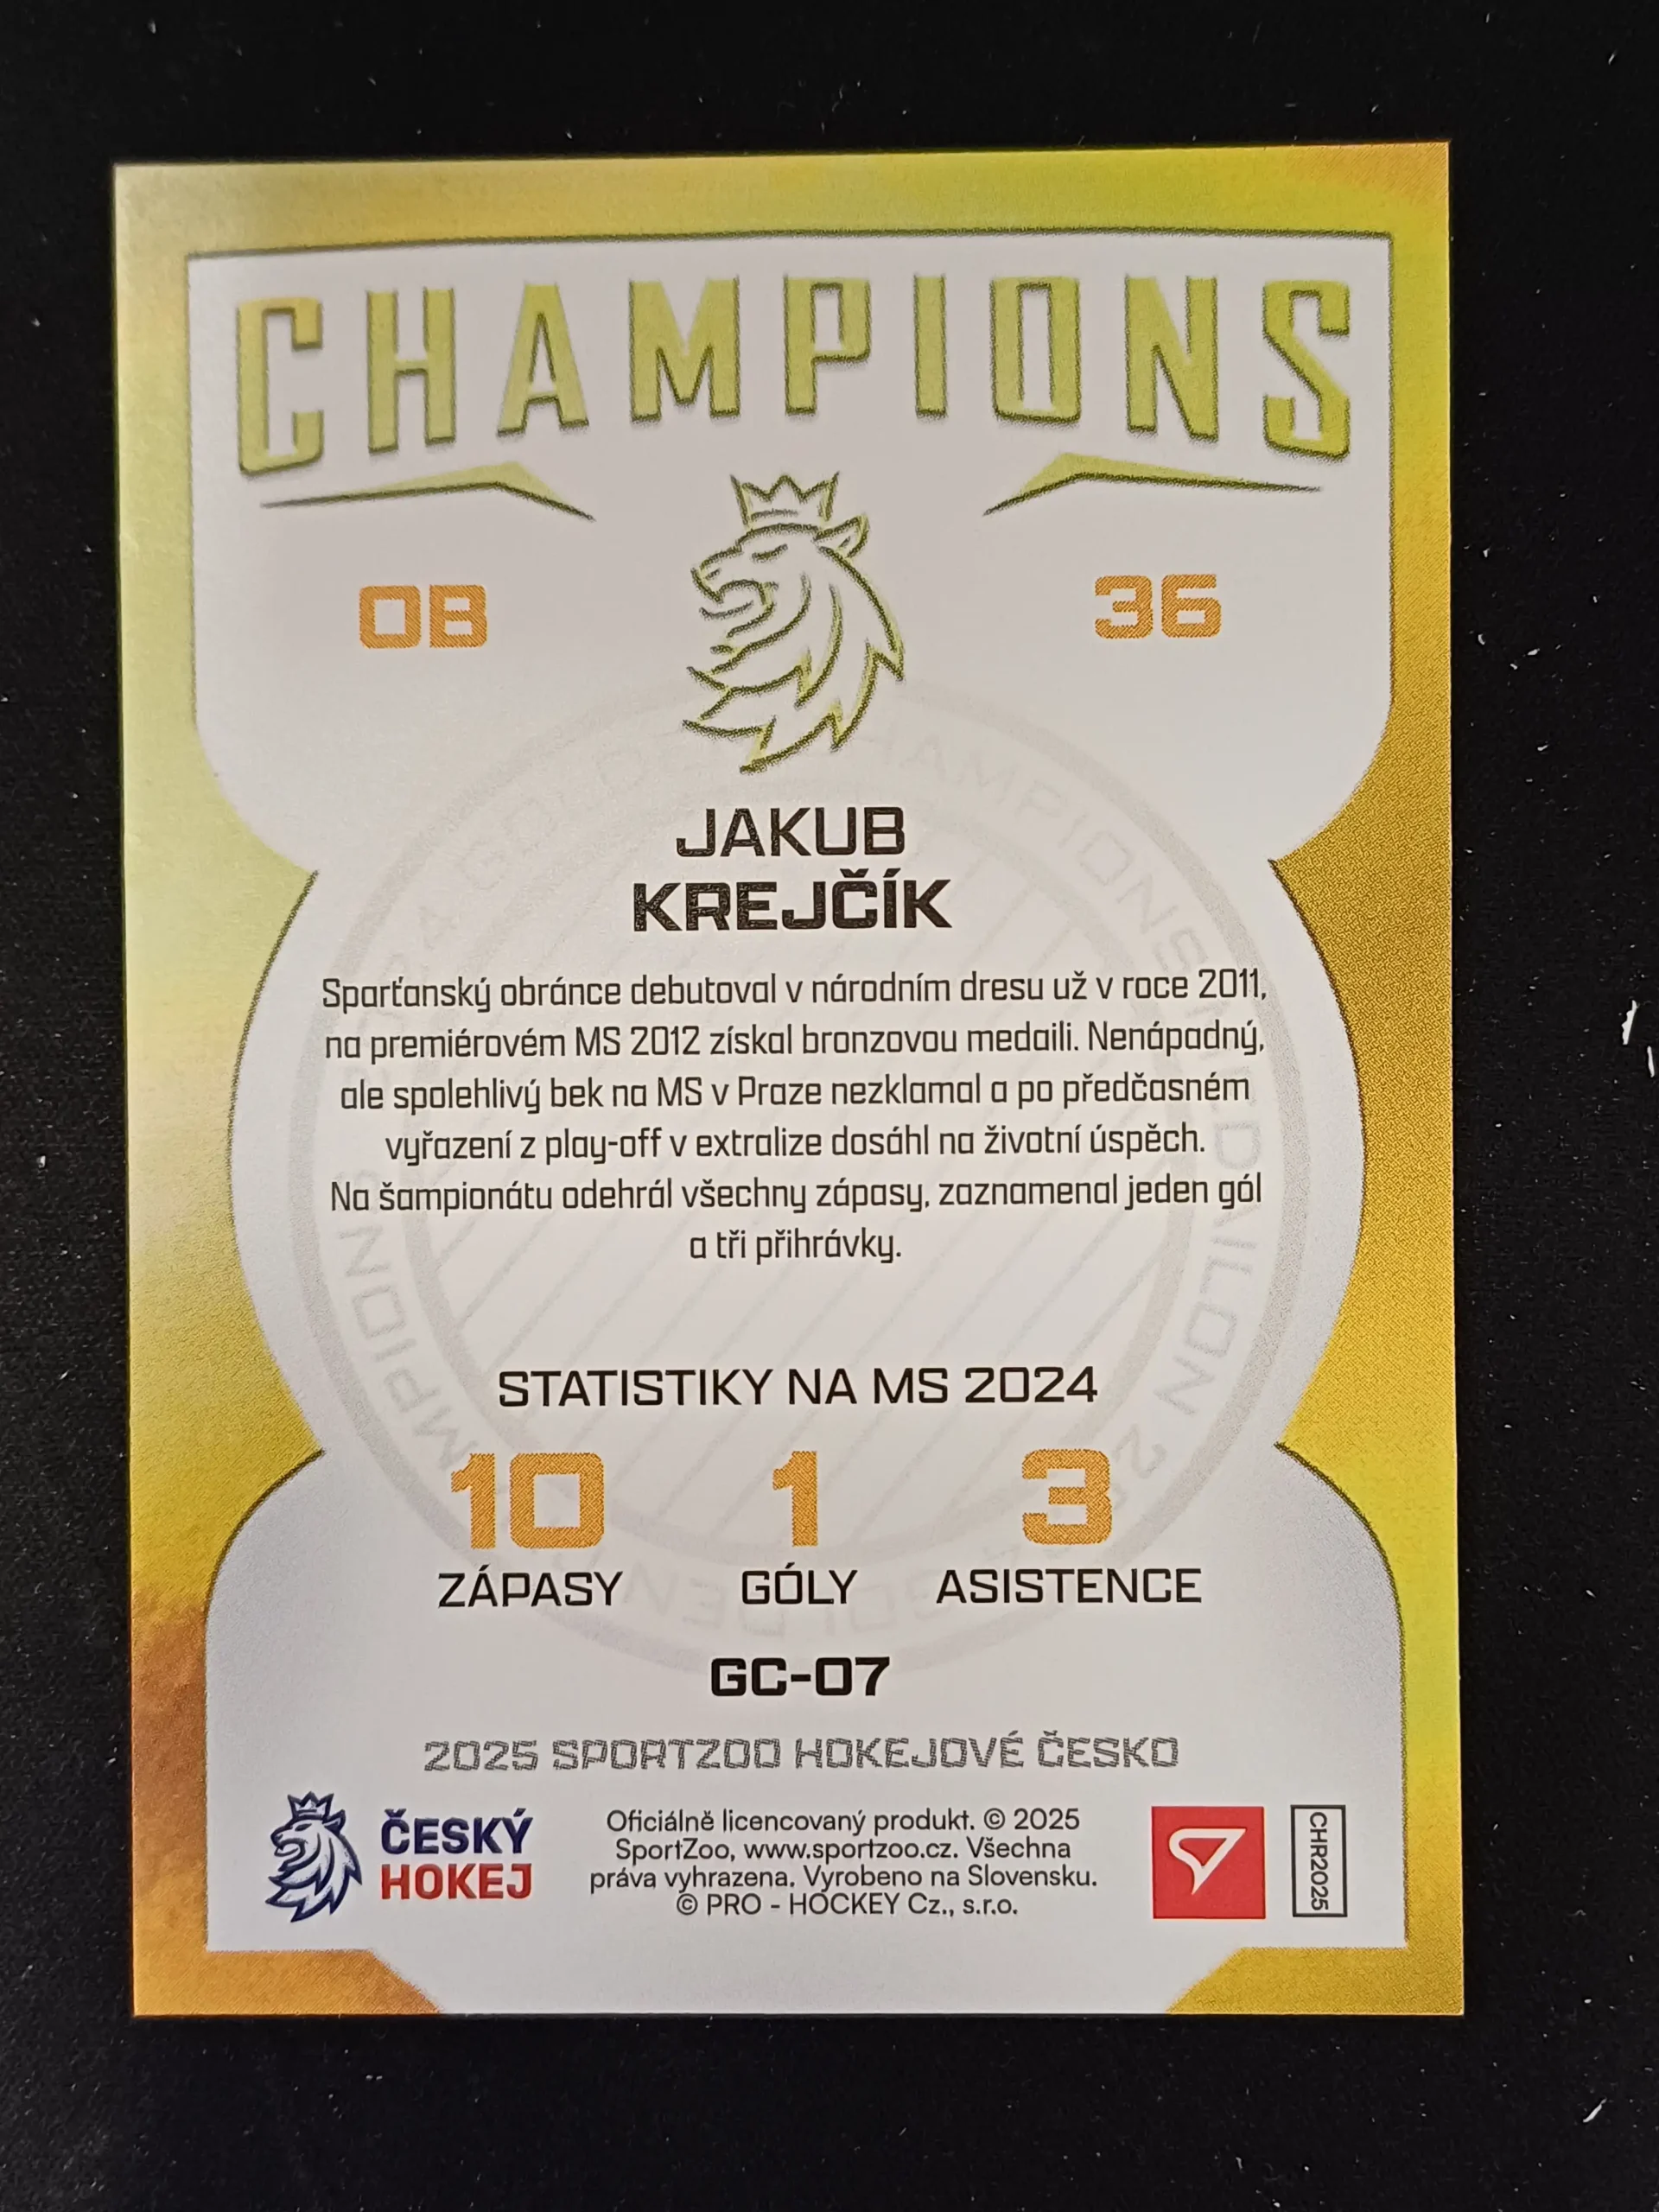 CHAMPIONS
OB
36
JAKUB
KREJČÍK
Sparťanský obránce debutoval v národním dresu už v roce 2011,
na premiérovém MS 2012 získal bronzovou medaili. Nenápadný,
ale spolehlivý bek na MS v Praze nezklamal a po předčasném
vyřazení z play-off v extralize dosáhl na životní úspěch.
Na šampionátu odehrál všechny zápasy, zaznamenal jeden gól
a tři přihrávky.
STATISTIKY NA MS 2024
10 1 3
ZÁPASY GÓLY ASISTENCE
GC-07
2025 SPORTZOO HOKEJOVÉ ČESKO
ČESKÝ
HOKEJ
Oficiálně licencovaný produkt. © 2025
SportZoo, www.sportzoo.cz. Všechna
práva vyhrazena. Vyrobeno na Slovensku.
© PRO - HOCKEY Cz., s.r.o.
CHR2025